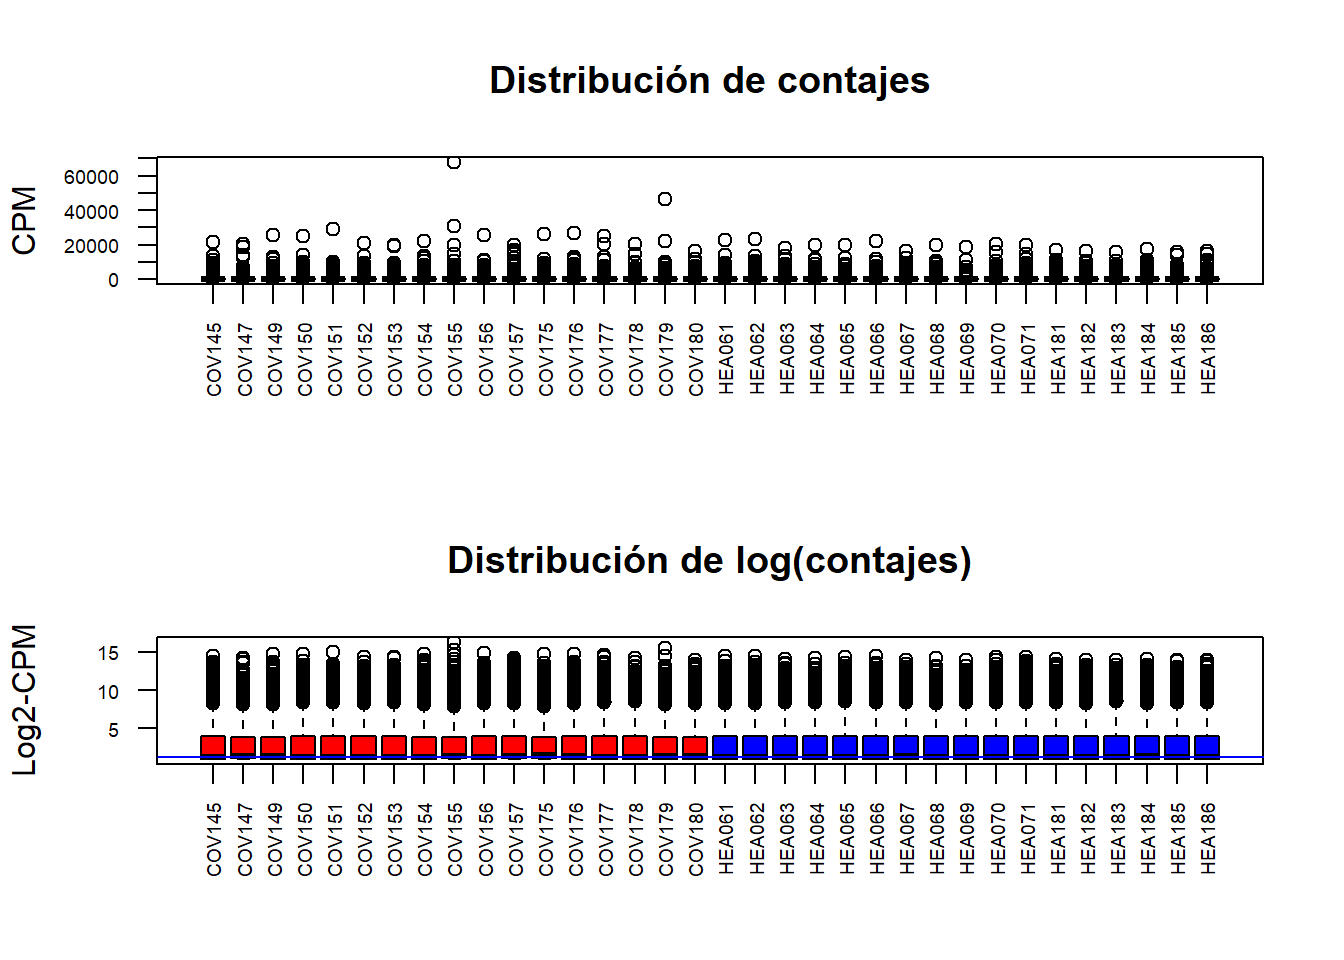 Distribución de contajes
CPM
60000
40000
20000
0
COV145 COV147 COV149 COV150 COV151 COV152 COV153 COV154 COV155 COV156 COV157 COV175 COV176 COV177 COV178 COV179 COV180 HEA061 HEA062 HEA063 HEA064 HEA065 HEA066 HEA067 HEA068 HEA069 HEA070 HEA071 HEA181 HEA182 HEA183 HEA184 HEA185 HEA186
Distribución de log(contajes)
Log2-CPM
15
10
5
COV145 COV147 COV149 COV150 COV151 COV152 COV153 COV154 COV155 COV156 COV157 COV175 COV176 COV177 COV178 COV179 COV180 HEA061 HEA062 HEA063 HEA064 HEA065 HEA066 HEA067 HEA068 HEA069 HEA070 HEA071 HEA181 HEA182 HEA183 HEA184 HEA185 HEA186